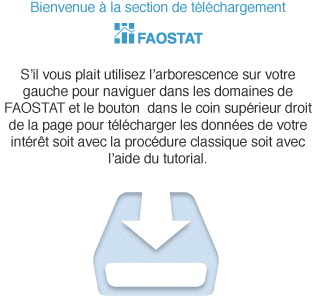 Bienvenue à la section de téléchargement
FAOSTAT
S'il vous plait utilisez l'arborescence sur votre
gauche pour naviguer dans les domaines de
FAOSTAT et le bouton  dans le coin supérieur droit
de la page pour télécharger les données de votre
intérêt soit avec la procédure classique soit avec
l'aide du tutorial.